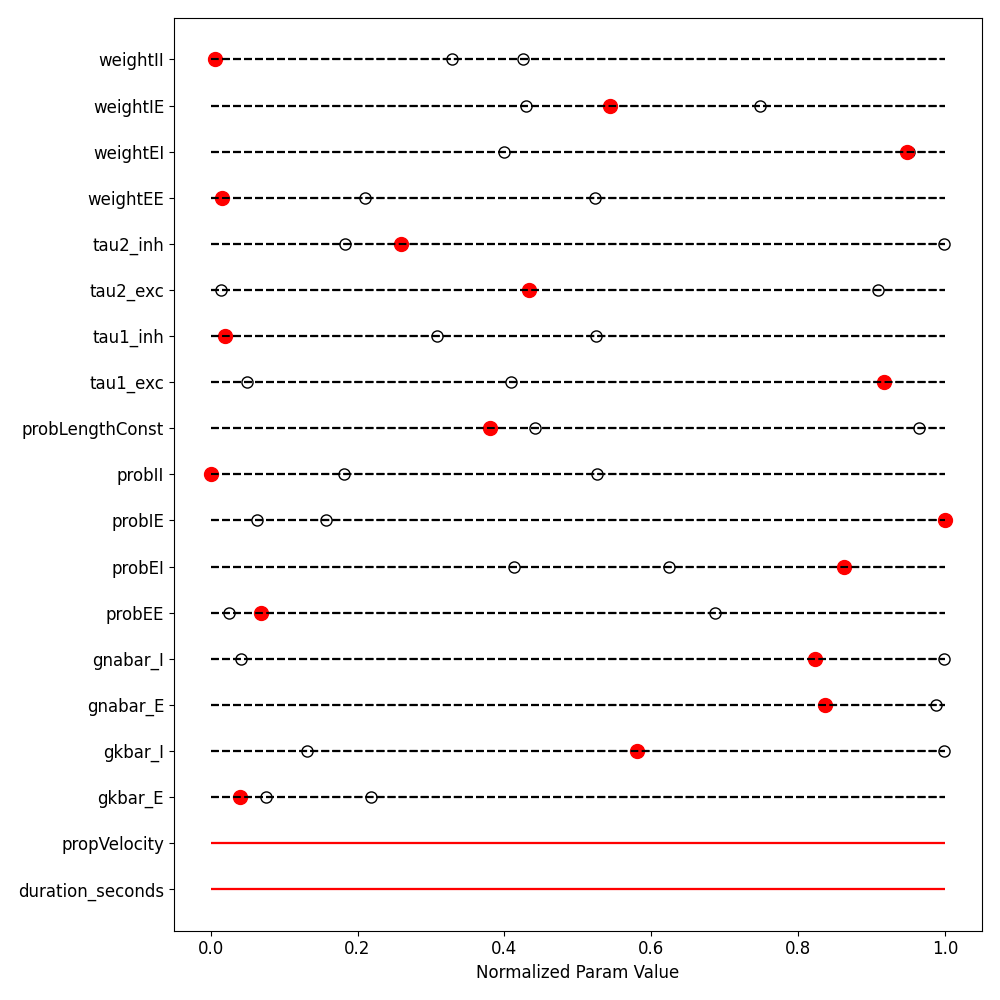 weightII
weightIE
weightEI
weightEE
tau2_inh
tau2_exc
tau1_inh
tau1_exc
probLengthConst
probII
probIE
probEI
probEE
gnabar_I
gnabar_E
gkbar_I
gkbar_E
propVelocity
duration_seconds
0.0 0.2 0.4 0.6 0.8 1.0
Normalized Param Value